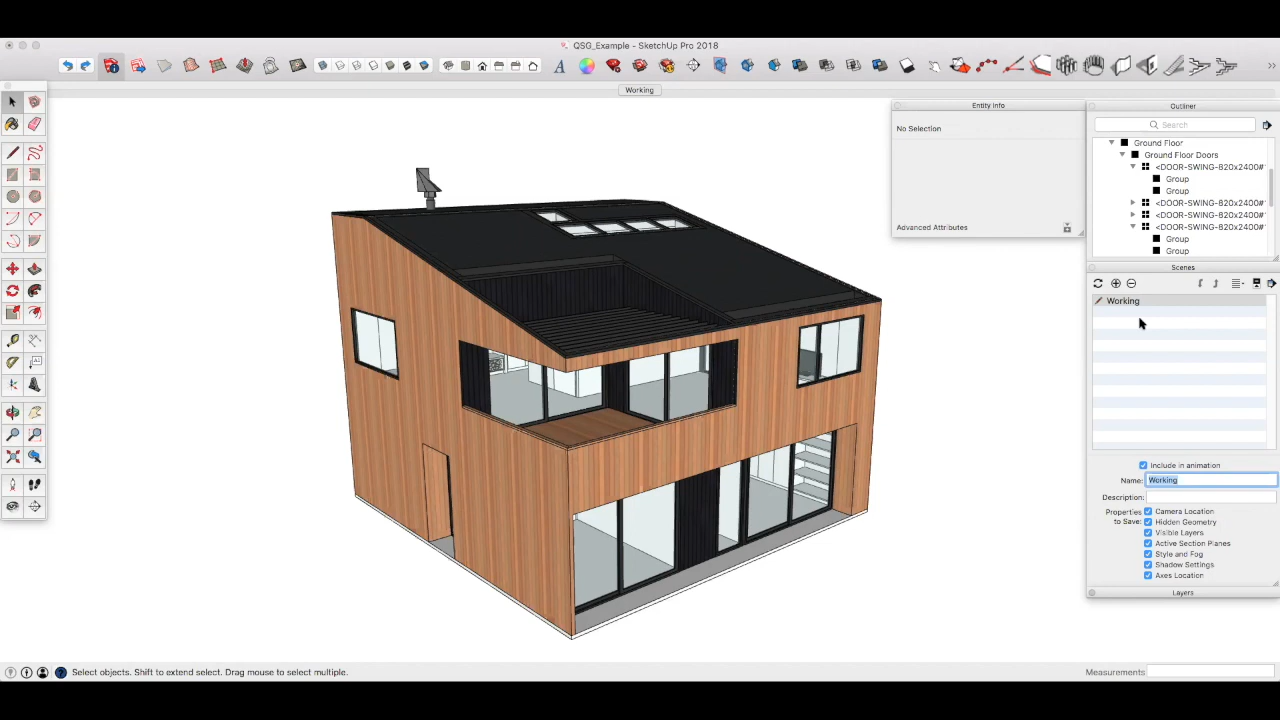 QSG_Example - SketchUp Pro 2018
Working
Entity Info
No Selection
Advanced Attributes
Outliner
Search
Ground Floor
Ground Floor Doors
<DOOR-SWING-820x2400#
Group
Group
<DOOR-SWING-820x2400#
<DOOR-SWING-820x2400#
<DOOR-SWING-820x2400#
Group
Group
Scenes
Working
Include in animation
Name: Working
Description:
Properties to Save:
Camera Location
Hidden Geometry
Visible Layers
Active Section Planes
Style and Fog
Shadow Settings
Axes Location
Layers
Select objects. Shift to extend select. Drag mouse to select multiple.
Measurements